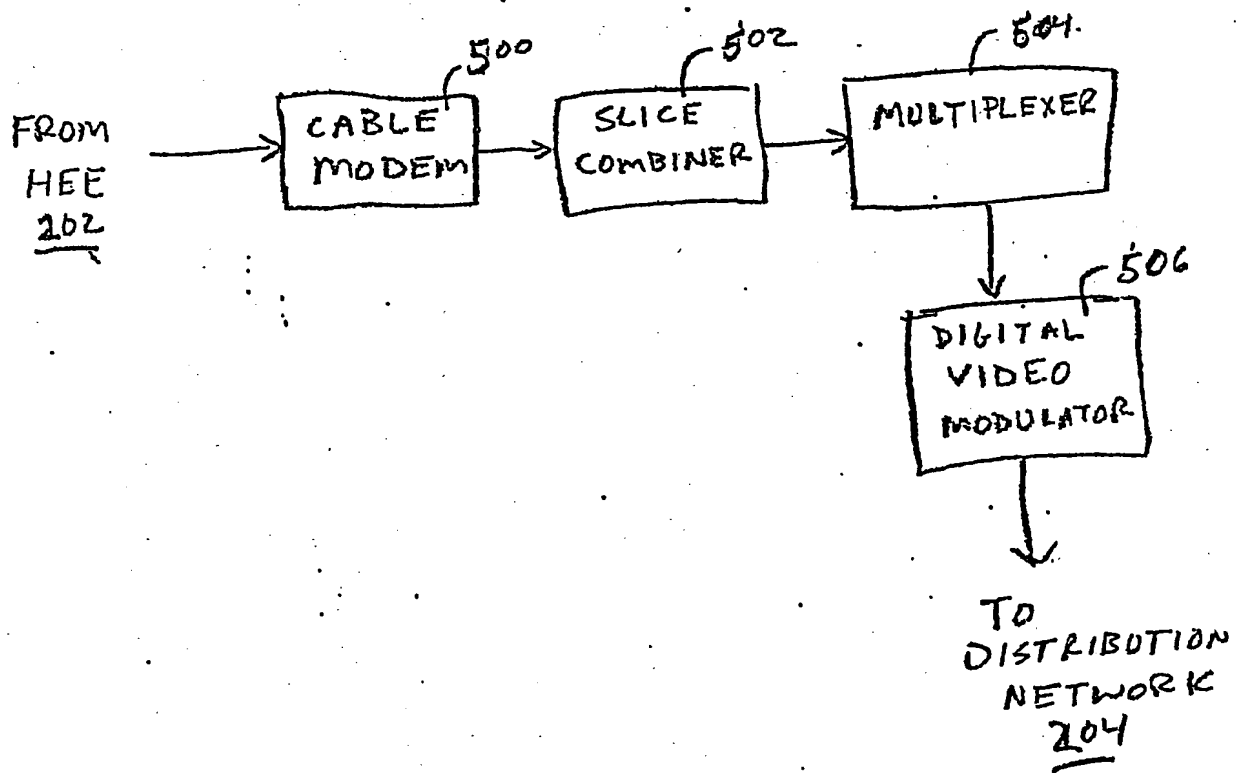 500
502
504.
FROM
HEE
202
CABLE
MODEM
SLICE
COMBINER
MULTIPLEXER
506
DIGITAL
VIDEO
MODULATOR
TO
DISTRIBUTION
NETWORK
204